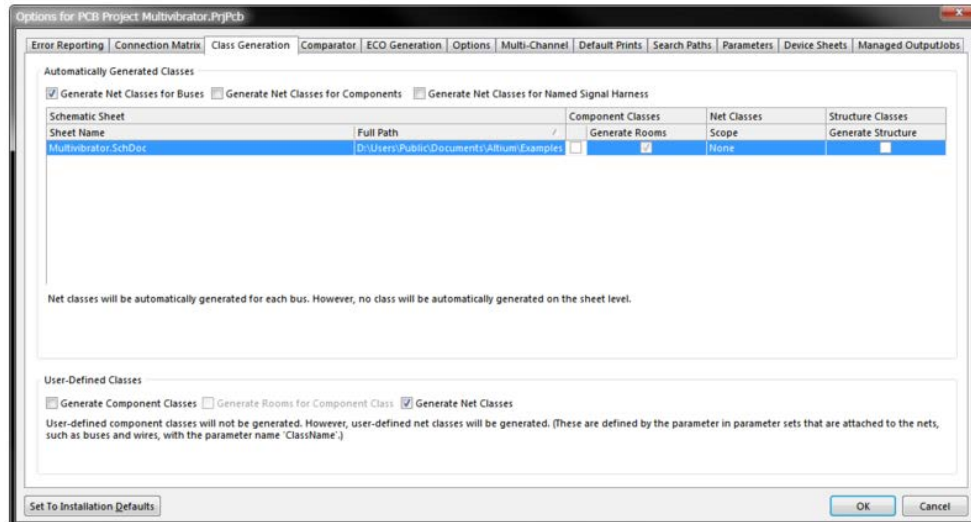 Options for PCB Project Multivibrator.PrjPcb
Error Reporting Connection Matrix Class Generation Comparator ECO Generation Options Multi-Channel Default Prints Search Paths Parameters Device Sheets Managed OutputJobs
Automatically Generated Classes
Generate Net Classes for Buses Generate Net Classes for Components Generate Net Classes for Named Signal Harness
Schematic Sheet Component Classes Net Classes Structure Classes
Sheet Name Full Path / Generate Rooms Scope Generate Structure
Multivibrator.SchDoc D:\Users\Public\Documents\Altium\Examples None
Net classes will be automatically generated for each bus. However, no class will be automatically generated on the sheet level.
User-Defined Classes
Generate Component Classes Generate Rooms for Component Class Generate Net Classes
User-defined component classes will not be generated. However, user-defined net classes will be generated. (These are defined by the parameter in parameter sets that are attached to the nets,
such as buses and wires, with the parameter name 'ClassName'.)
Set To Installation Defaults OK Cancel